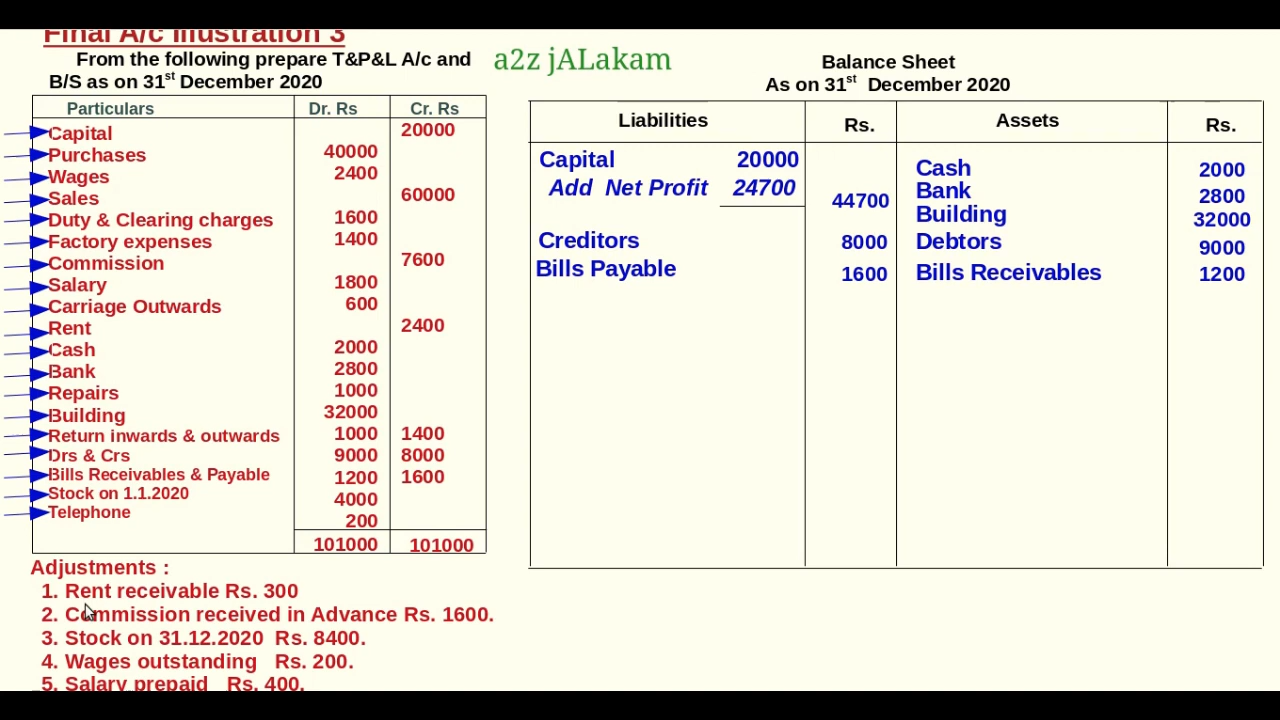 Final A/c Illustration 3
From the following prepare T&P&L A/c and
B/S as on 31st December 2020
a2z jALakam
Particulars Dr. Rs Cr. Rs
Capital 20000
Purchases 40000
Wages 2400
Sales 60000
Duty & Clearing charges 1600
Factory expenses 1400
Commission 7600
Salary 1800
Carriage Outwards 600
Rent 2400
Cash 2000
Bank 2800
Repairs 1000
Building 32000
Return inwards & outwards 1000 1400
Drs & Crs 9000 8000
Bills Receivables & Payable 1200 1600
Stock on 1.1.2020 4000
Telephone 200
101000 101000
Adjustments :
1. Rent receivable Rs. 300
2. Commission received in Advance Rs. 1600.
3. Stock on 31.12.2020 Rs. 8400.
4. Wages outstanding Rs. 200.
5. Salary prepaid Rs. 400.
Balance Sheet
As on 31st December 2020
Liabilities Rs. Assets Rs.
Capital 20000
Add Net Profit 24700 44700
Creditors 8000
Bills Payable 1600
Cash 2000
Bank 2800
Building 32000
Debtors 9000
Bills Receivables 1200